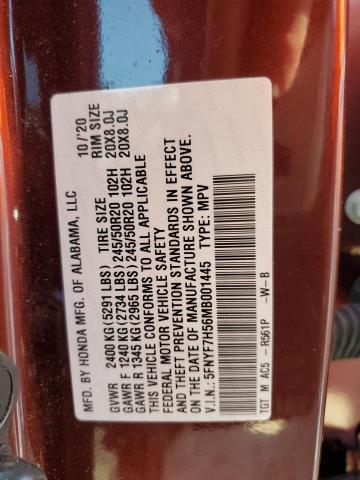 MFD. BY HONDA MFG. OF ALABAMA, LLC 10/'20
TIRE SIZE RIM SIZE
GVWR 2400 KG (5291 LBS)
GAWR F 1240 KG (2734 LBS) 245/50R20 102H 20X8.0J
GAWR R 1345 KG (2965 LBS) 245/50R20 102H 20X8.0J
THIS VEHICLE CONFORMS TO ALL APPLICABLE
FEDERAL MOTOR VEHICLE SAFETY
AND THEFT PREVENTION STANDARDS IN EFFECT
ON THE DATE OF MANUFACTURE SHOWN ABOVE.
V.I.N.: 5FNYF7H56MB001445 TYPE: MPV
TGT M AC5 - R561P -W-B